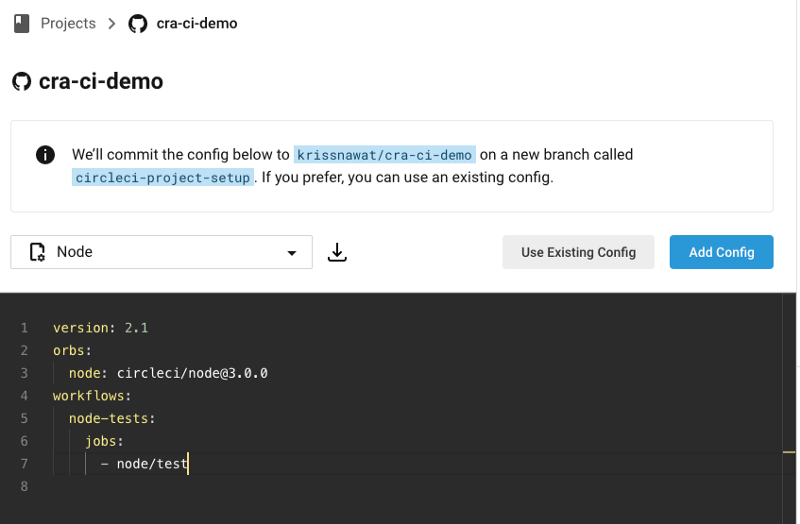 Projects > cra-ci-demo
cra-ci-demo
We'll commit the config below to krissnawat/cra-ci-demo on a new branch called
circleci-project-setup. If you prefer, you can use an existing config.
Node
Use Existing Config
Add Config
1 version: 2.1
2 orbs:
3 node: circleci/node@3.0.0
4 workflows:
5 node-tests:
6 jobs:
7 - node/test
8